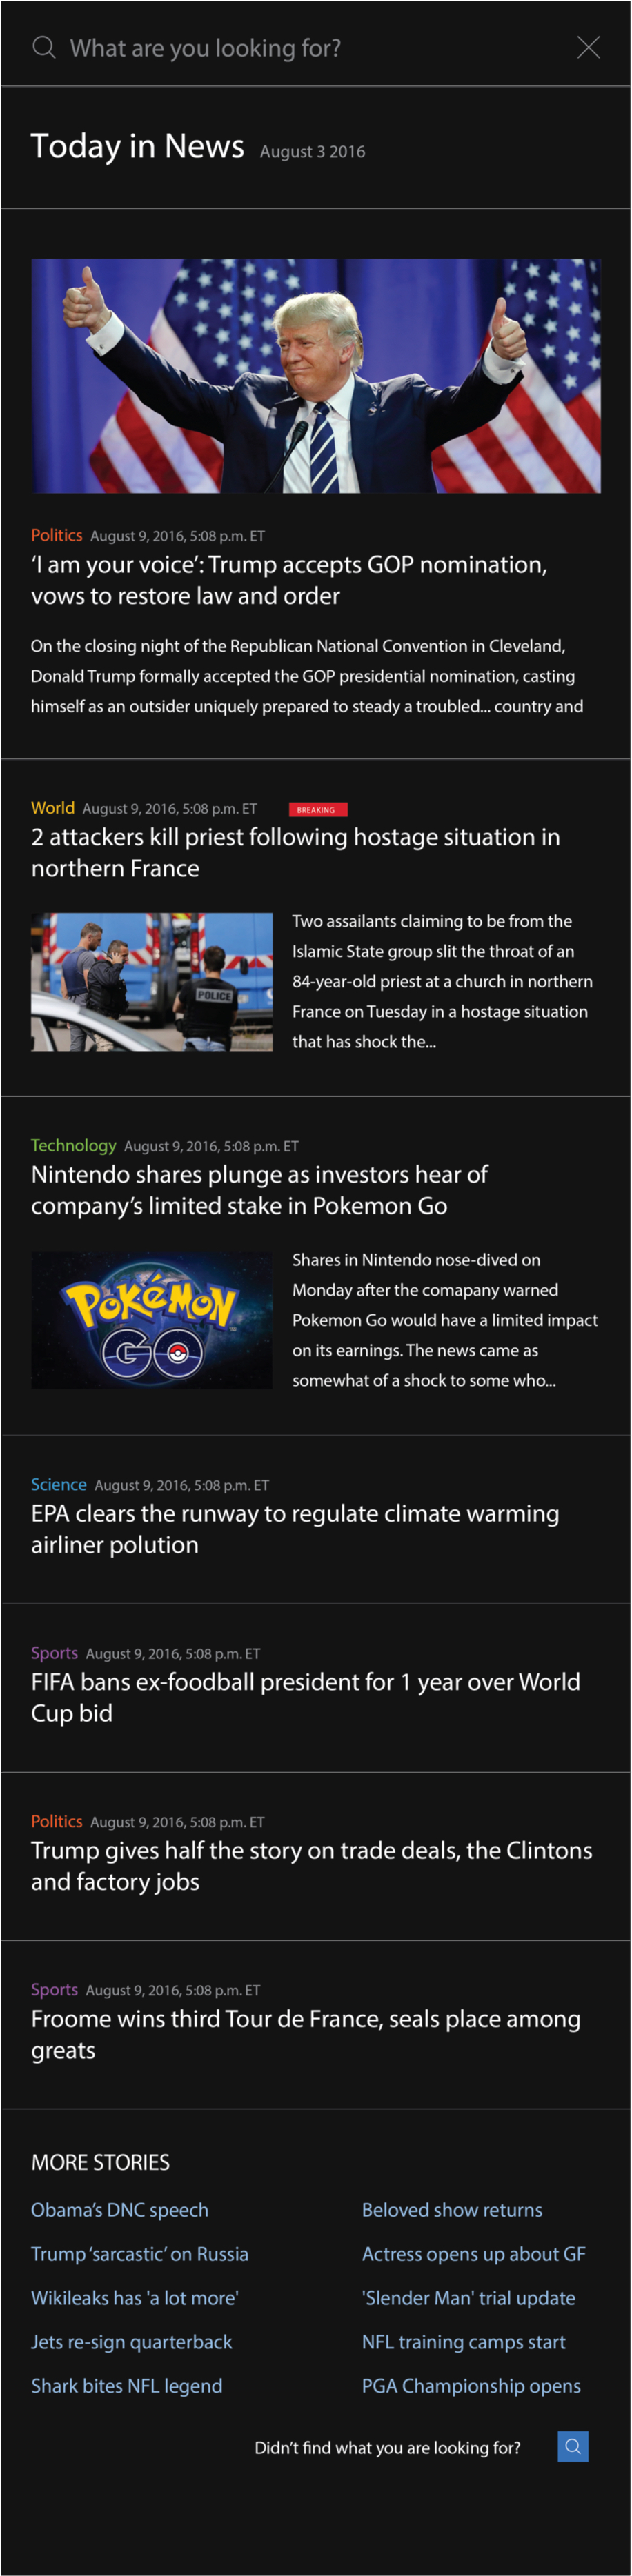 What are you looking for?
Today in News August 3 2016
Politics August 9, 2016, 5:08 p.m. ET
‘I am your voice’: Trump accepts GOP nomination,
vows to restore law and order
On the closing night of the Republican National Convention in Cleveland,
Donald Trump formally accepted the GOP presidential nomination, casting
himself as an outsider uniquely prepared to steady a troubled... country and
World August 9, 2016, 5:08 p.m. ET BREAKING
2 attackers kill priest following hostage situation in
northern France
POLICE
Two assailants claiming to be from the
Islamic State group slit the throat of an
84-year-old priest at a church in northern
France on Tuesday in a hostage situation
that has shock the...
Technology August 9, 2016, 5:08 p.m. ET
Nintendo shares plunge as investors hear of
company’s limited stake in Pokemon Go
POKéMON
GO
Shares in Nintendo nose-dived on
Monday after the comapany warned
Pokemon Go would have a limited impact
on its earnings. The news came as
somewhat of a shock to some who...
Science August 9, 2016, 5:08 p.m. ET
EPA clears the runway to regulate climate warming
airliner polution
Sports August 9, 2016, 5:08 p.m. ET
FIFA bans ex-foodball president for 1 year over World
Cup bid
Politics August 9, 2016, 5:08 p.m. ET
Trump gives half the story on trade deals, the Clintons
and factory jobs
Sports August 9, 2016, 5:08 p.m. ET
Froome wins third Tour de France, seals place among
greats
MORE STORIES
Obama’s DNC speech
Trump ‘sarcastic’ on Russia
Wikileaks has 'a lot more'
Jets re-sign quarterback
Shark bites NFL legend
Beloved show returns
Actress opens up about GF
'Slender Man' trial update
NFL training camps start
PGA Championship opens
Didn’t find what you are looking for?